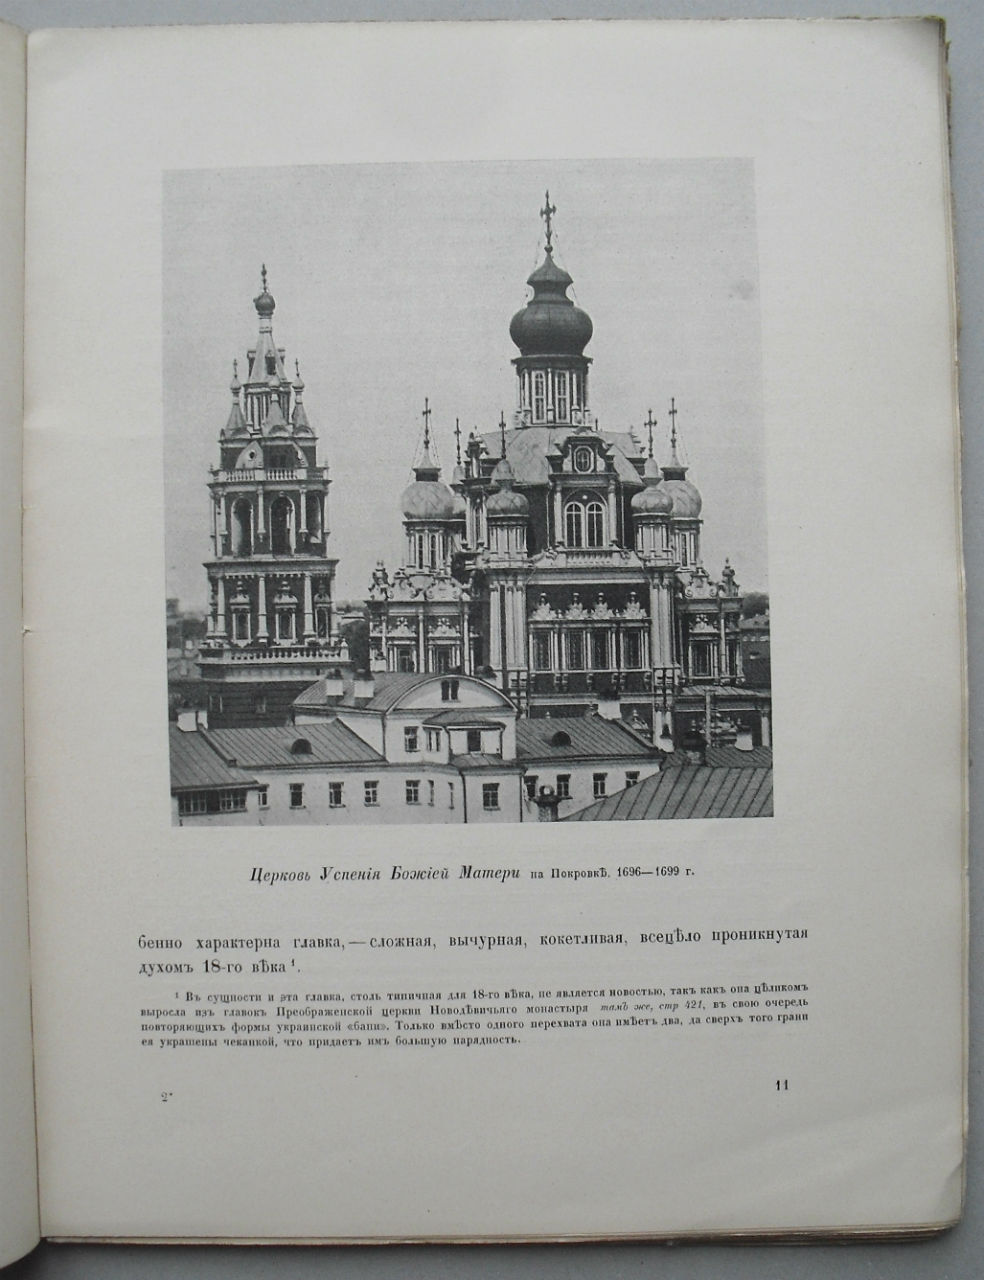 Церковь Успенія Божіей Матери на Покровкѣ. 1696—1699 г.
бенно характерна главка,—сложная, вычурная, кокетливая, всецѣло проникнутая
духомъ 18-го вѣка¹.
¹ Въ сущности и эта главка, столь типичная для 18-го вѣка, не является новостью, такъ какъ она цѣликомъ
выросла изъ главокъ Преображенской церкви Новодѣвичьяго монастыря тамъ же, стр 421, въ свою очередь
повторяющихъ формы украинской «бани». Только вмѣсто одного перехвата она имѣетъ два, да сверхъ того грани
ея украшены чеканкой, что придаетъ имъ большую нарядность.
2*
11